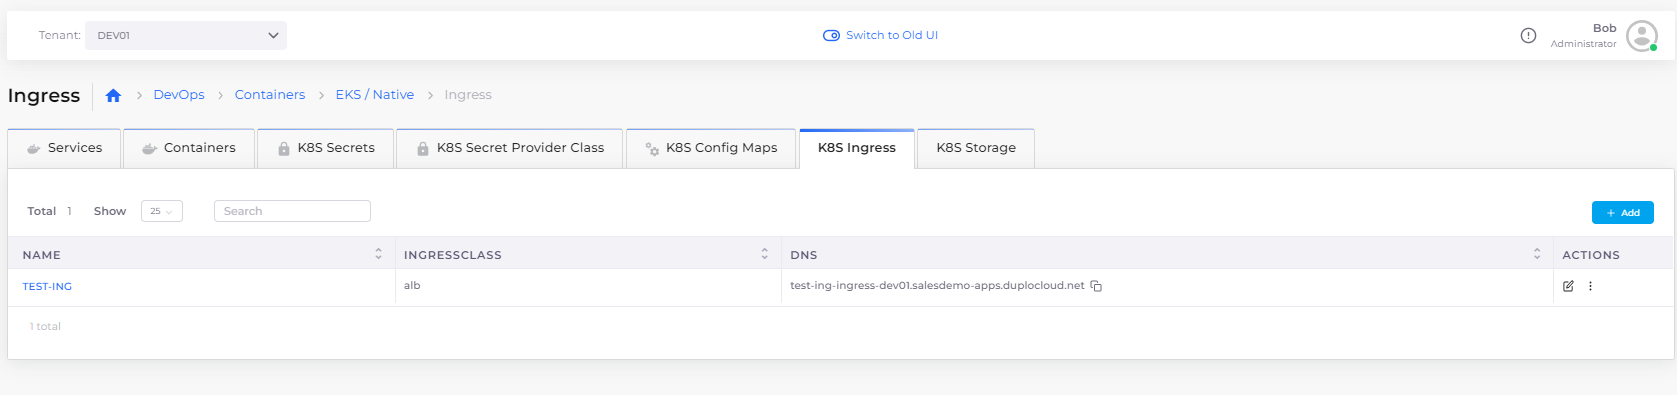 Tenant: DEV01 Switch to Old UI Bob
Administrator
Ingress DevOps Containers EKS / Native Ingress
Services Containers K8S Secrets K8S Secret Provider Class K8S Config Maps K8S Ingress K8S Storage
Total 1 Show 25 Search + Add
NAME INGRESSCLASS DNS ACTIONS
TEST-ING alb test-ing-ingress-dev01.salesdemo-apps.duplocloud.net
1 total